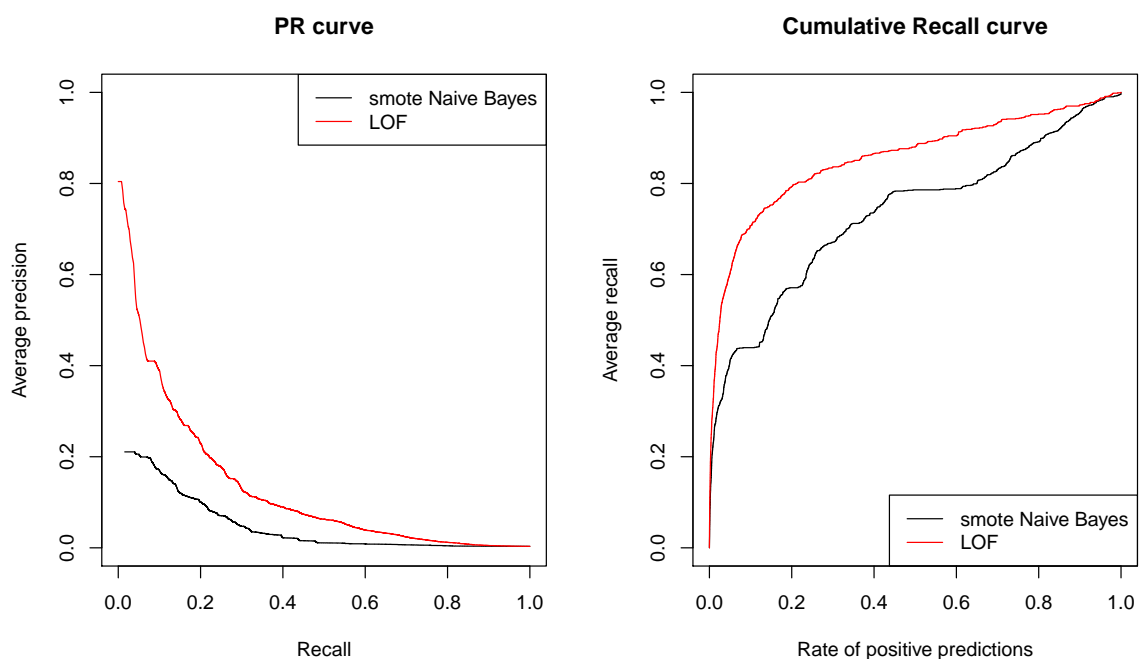 PR curve
smote Naive Bayes
LOF
Average precision
0.0 0.2 0.4 0.6 0.8 1.0
0.0 0.2 0.4 0.6 0.8 1.0
Recall
Cumulative Recall curve
Average recall
0.0 0.2 0.4 0.6 0.8 1.0
smote Naive Bayes
LOF
0.0 0.2 0.4 0.6 0.8 1.0
Rate of positive predictions